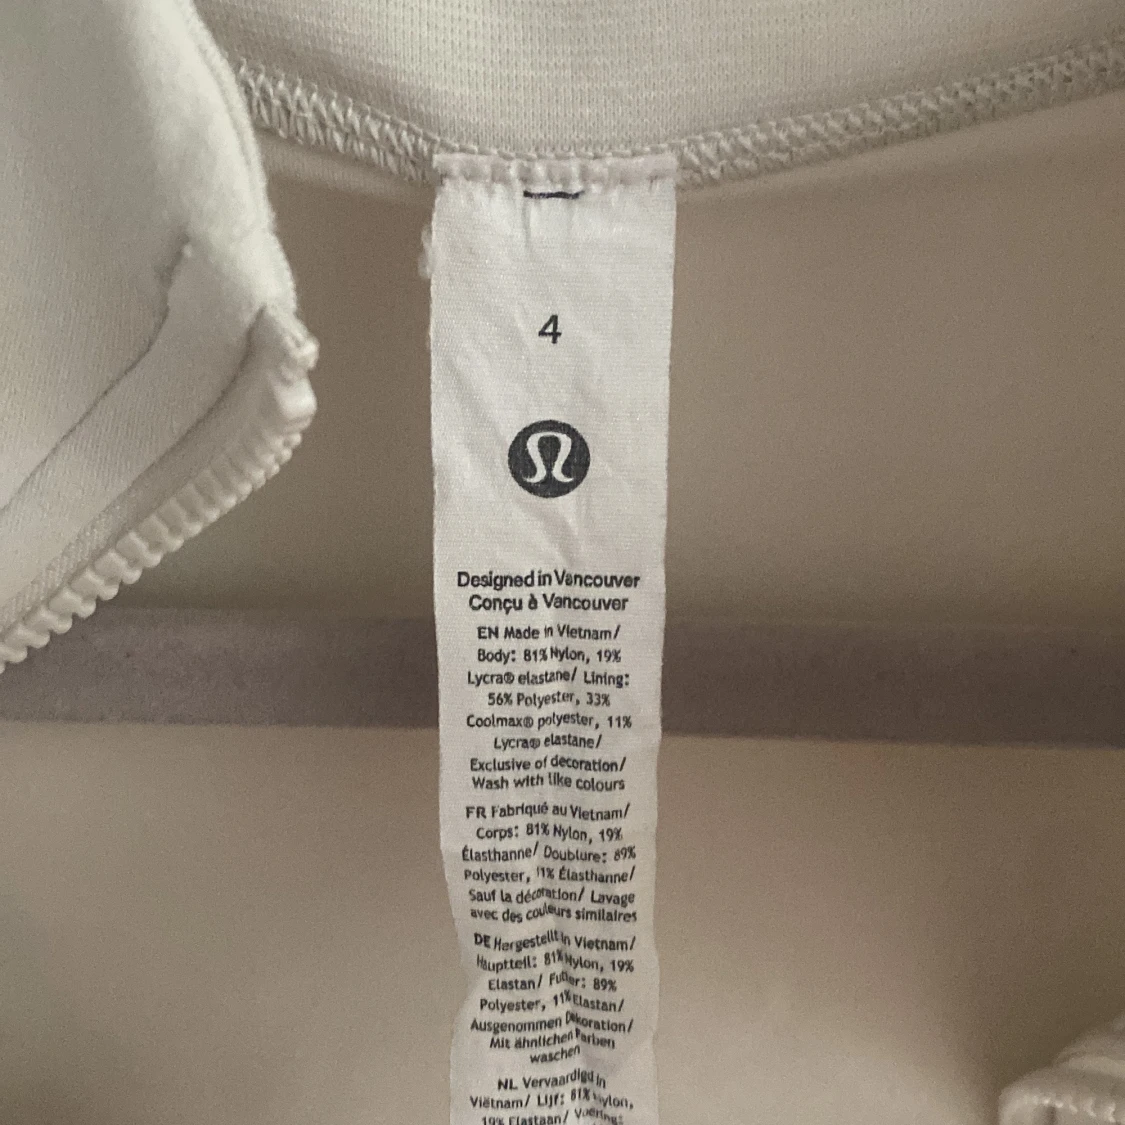 4
Designed in Vancouver
Conçu à Vancouver
EN Made in Vietnam/
Body: 81% Nylon, 19%
Lycra® elastane/ Lining:
56% Polyester, 33%
Coolmax® polyester, 11%
Lycra® elastane/
Exclusive of decoration/
Wash with like colours
FR Fabriqué au Vietnam/
Corps: 81% Nylon, 19%
Élasthanne/ Doublure: 89%
Polyester, 11% Élasthanne/
Sauf la décoration/ Lavage
avec des couleurs similaires
DE Hergestellt in Vietnam/
Hauptteil: 81% Nylon, 19%
Elastan/ Futter: 89%
Polyester, 11% Elastan/
Ausgenommen Dekoration/
Mit ähnlichen Farben
waschen
NL Vervaardigd in
Viëtnam/ Lijf: 81% Nylon,
19% Elastaan/ Voering: